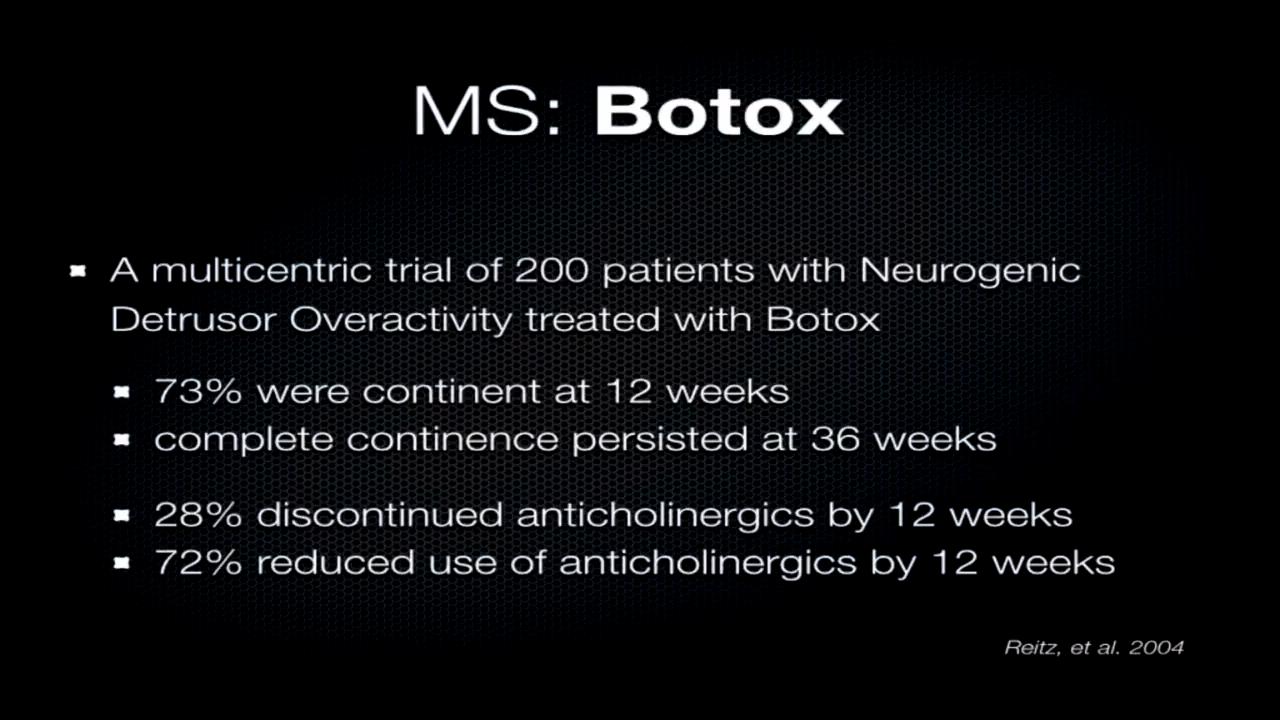 MS: Botox
A multicentric trial of 200 patients with Neurogenic
Detrusor Overactivity treated with Botox
73% were continent at 12 weeks
complete continence persisted at 36 weeks
28% discontinued anticholinergics by 12 weeks
72% reduced use of anticholinergics by 12 weeks
Reitz, et al. 2004